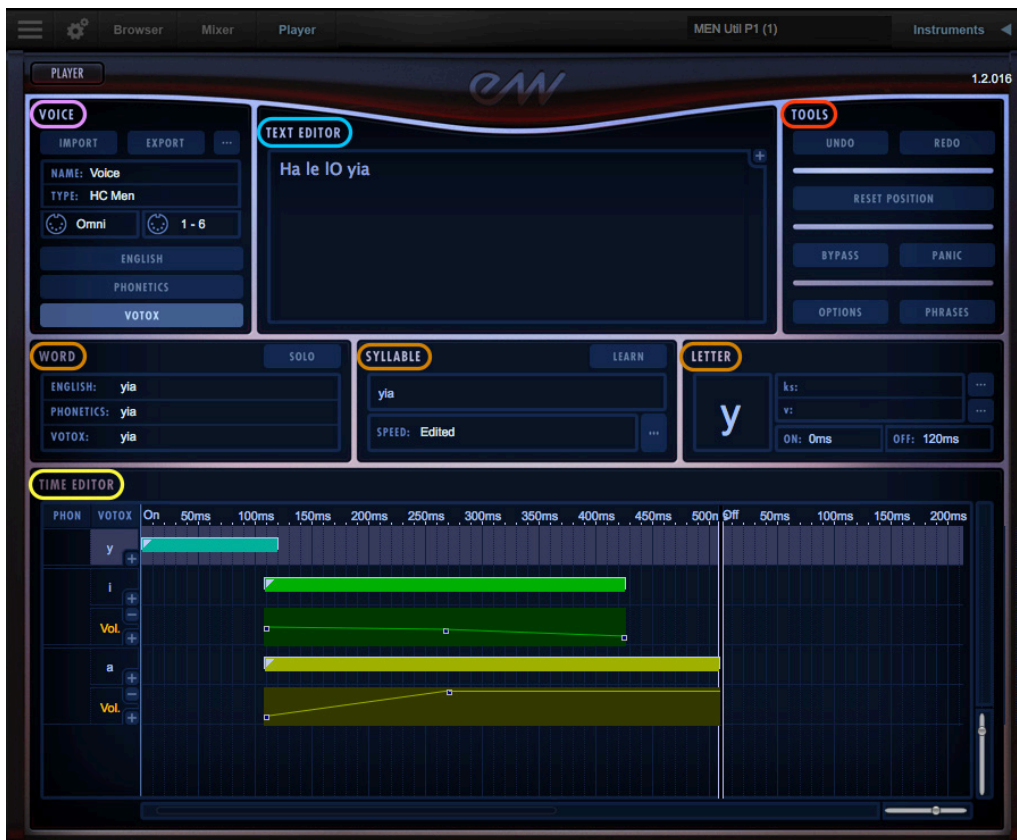 Browser Mixer Player MEN Util P1 (1) Instruments
PLAYER
ew
1.2.016
VOICE
IMPORT EXPORT ...
NAME: Voice
TYPE: HC Men
Omni 1 - 6
ENGLISH
PHONETICS
VOTOX
TEXT EDITOR
+
Ha le lO yia
TOOLS
UNDO REDO
RESET POSITION
BYPASS PANIC
OPTIONS PHRASES
WORD SOLO
ENGLISH: yia
PHONETICS: yia
VOTOX: yia
SYLLABLE LEARN
yia
SPEED: Edited ...
LETTER
y
ks: ...
v: ...
ON: 0ms OFF: 120ms
TIME EDITOR
PHON VOTOX On 50ms 100ms 150ms 200ms 250ms 300ms 350ms 400ms 450ms 500n Off 50ms 100ms 150ms 200ms
y +
i +
Vol. − +
a +
Vol. − +